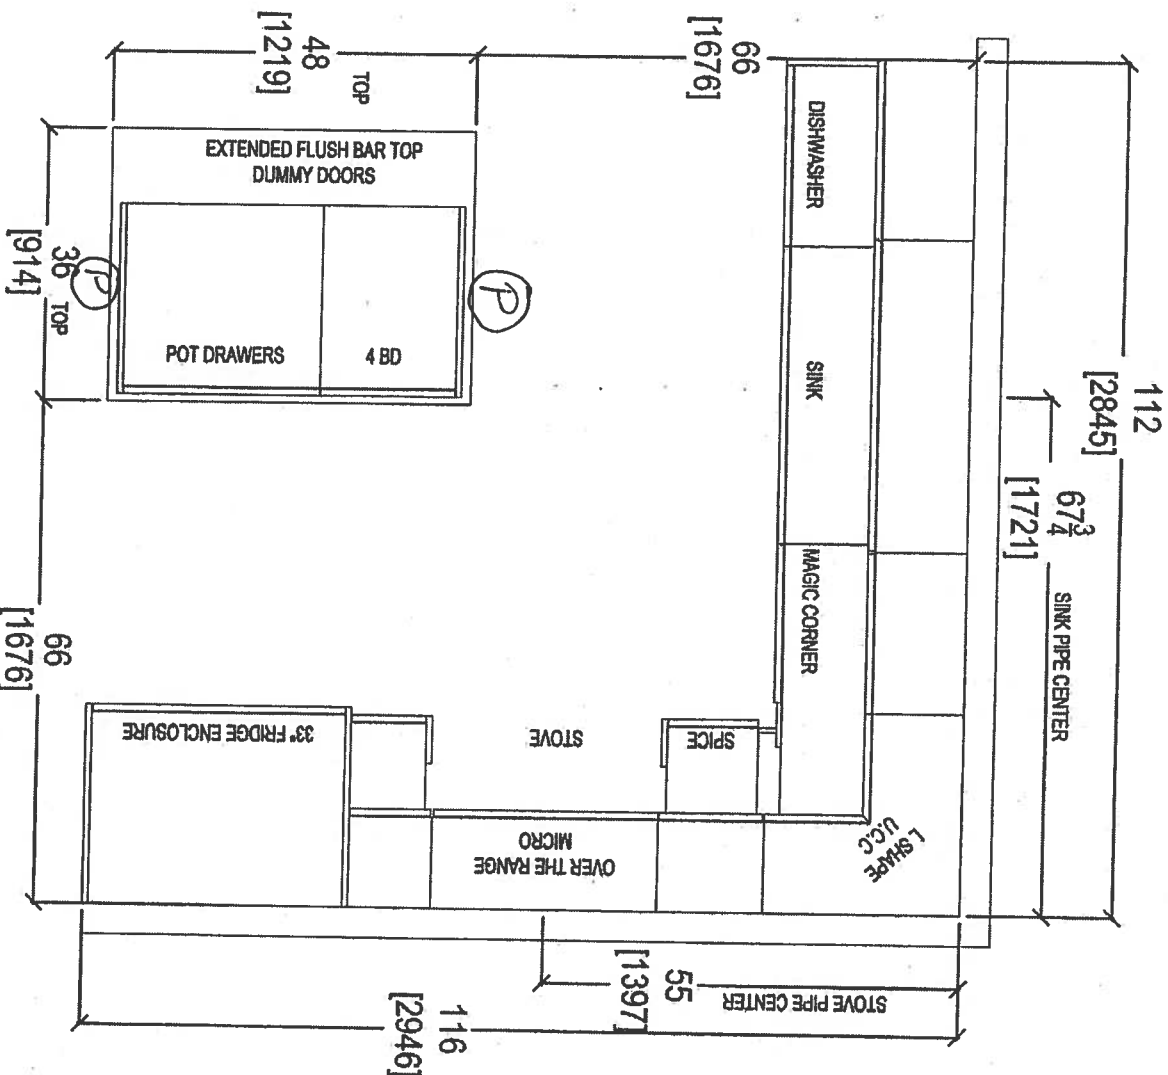 66
[1676]
48
[1219]
TOP
112
[2845]
67 3/4
[1721]
SINK PIPE CENTER
DISHWASHER
SINK
MAGIC CORNER
EXTENDED FLUSH BAR TOP
DUMMY DOORS
POT DRAWERS
4 BD
P
P
36
[914]
TOP
66
[1676]
33" FRIDGE ENCLOSURE
STOVE
SPICE
OVER THE RANGE
MICRO
L SHAPE
U.C.C
55
[1397]
STOVE PIPE CENTER
116
[2946]